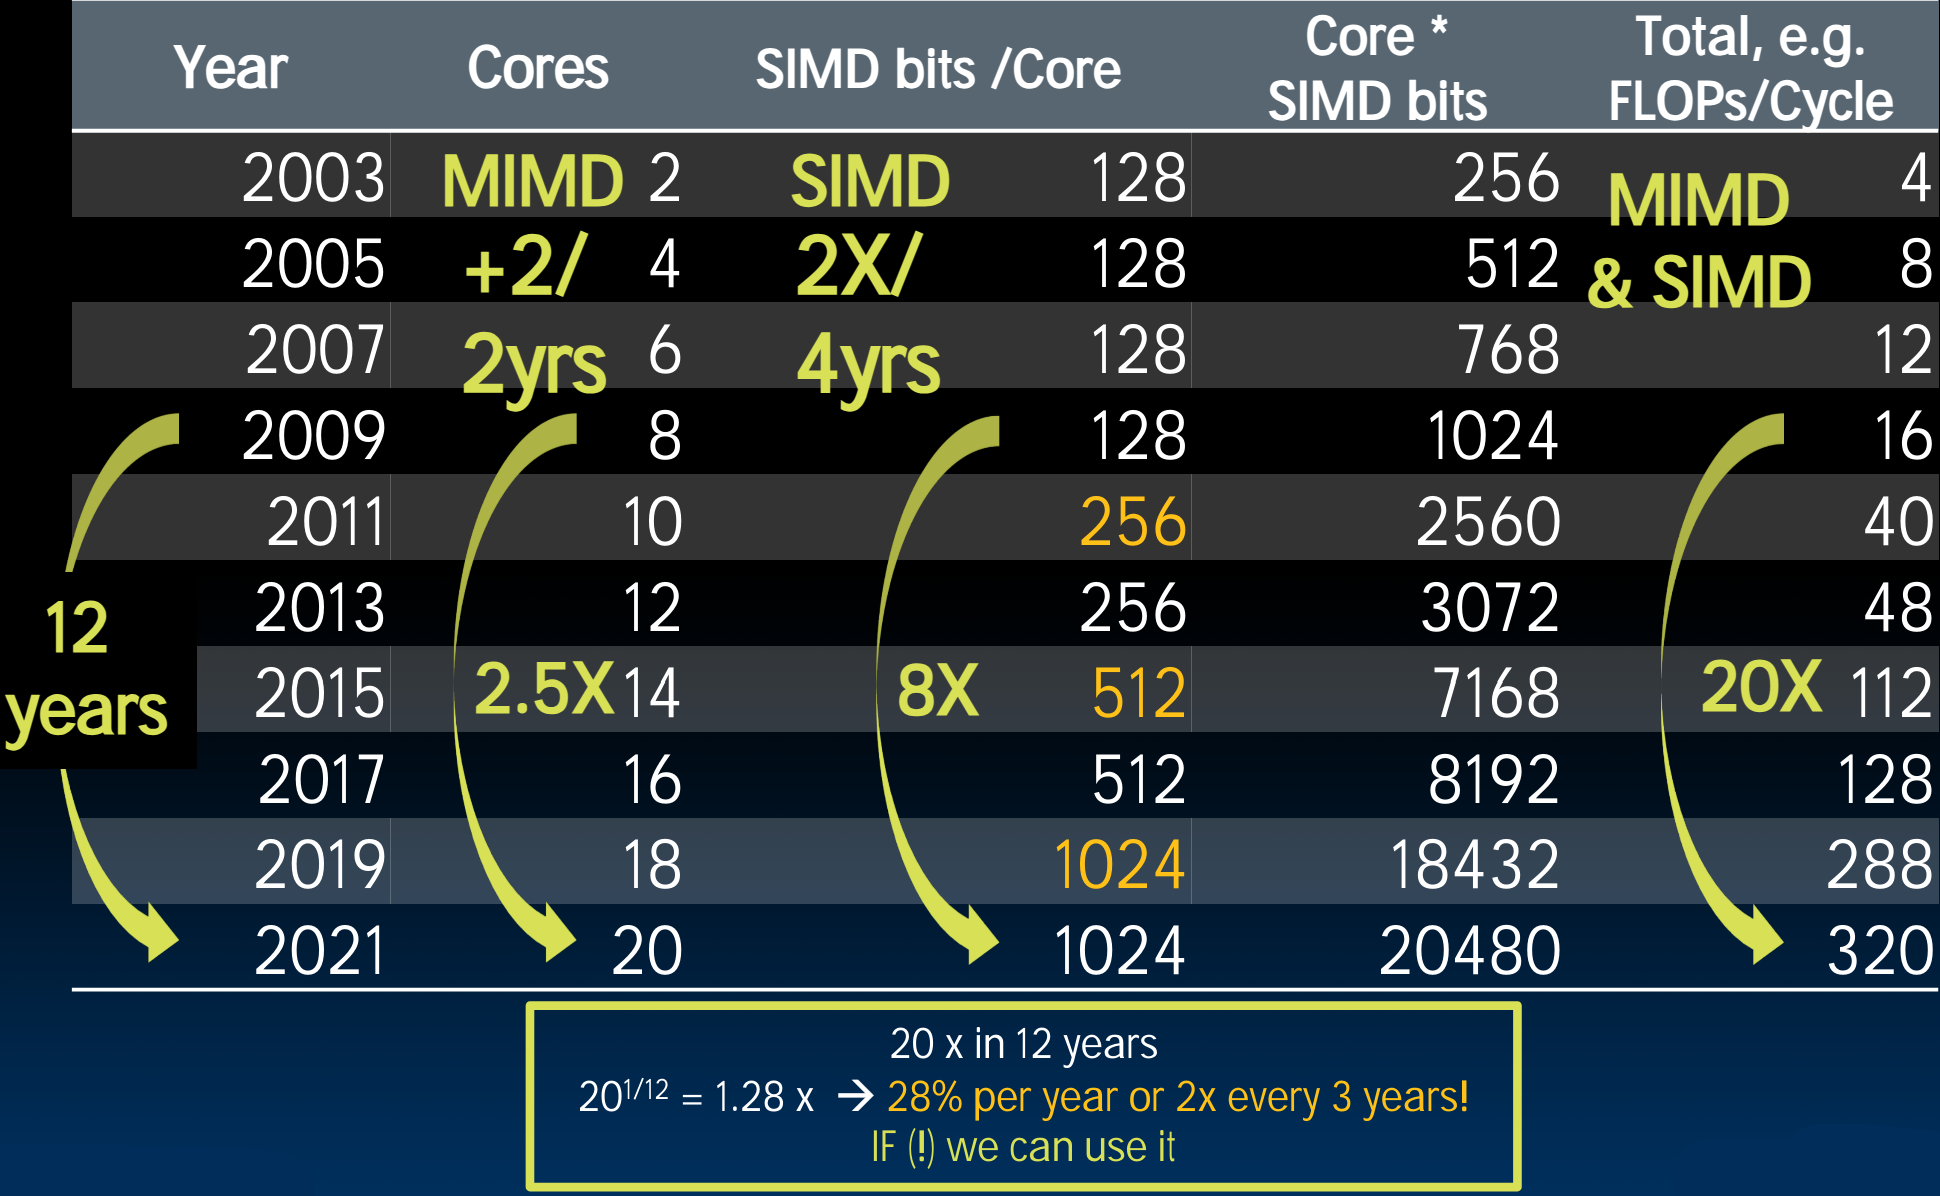 Year Cores SIMD bits /Core Core * SIMD bits Total, e.g. FLOPs/Cycle
2003 MIMD 2 SIMD 128 256 MIMD 4
2005 +2/ 4 2X/ 128 512 & SIMD 8
2007 2yrs 6 4yrs 128 768 12
2009 8 128 1024 16
2011 10 256 2560 40
12 2013 12 256 3072 48
years 2015 2.5X 14 8X 512 7168 20X 112
2017 16 512 8192 128
2019 18 1024 18432 288
2021 20 1024 20480 320
20 x in 12 years
20^1/12 = 1.28 x → 28% per year or 2x every 3 years!
IF (!) we can use it